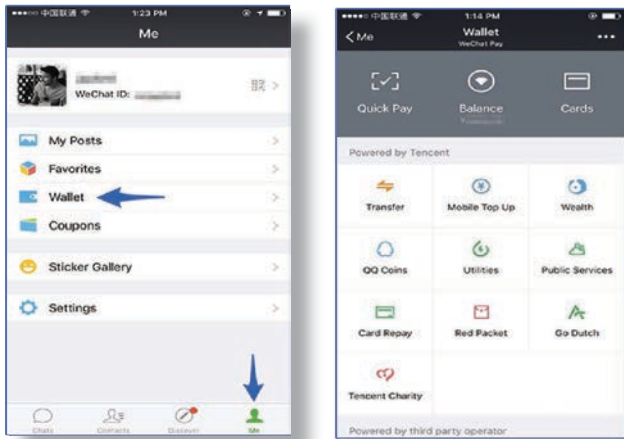 中国联通
1:23 PM
Me
WeChat ID:
My Posts
Favorites
Wallet
Coupons
Sticker Gallery
Settings
Chats
Contacts
Discover
Me
中国联通
1:14 PM
Me
Wallet
WeChat Pay
Quick Pay
Balance
Cards
Powered by Tencent
Transfer
Mobile Top Up
Wealth
QQ Coins
Utilities
Public Services
Card Repay
Red Packet
Go Dutch
Tencent Charity
Powered by third party operator